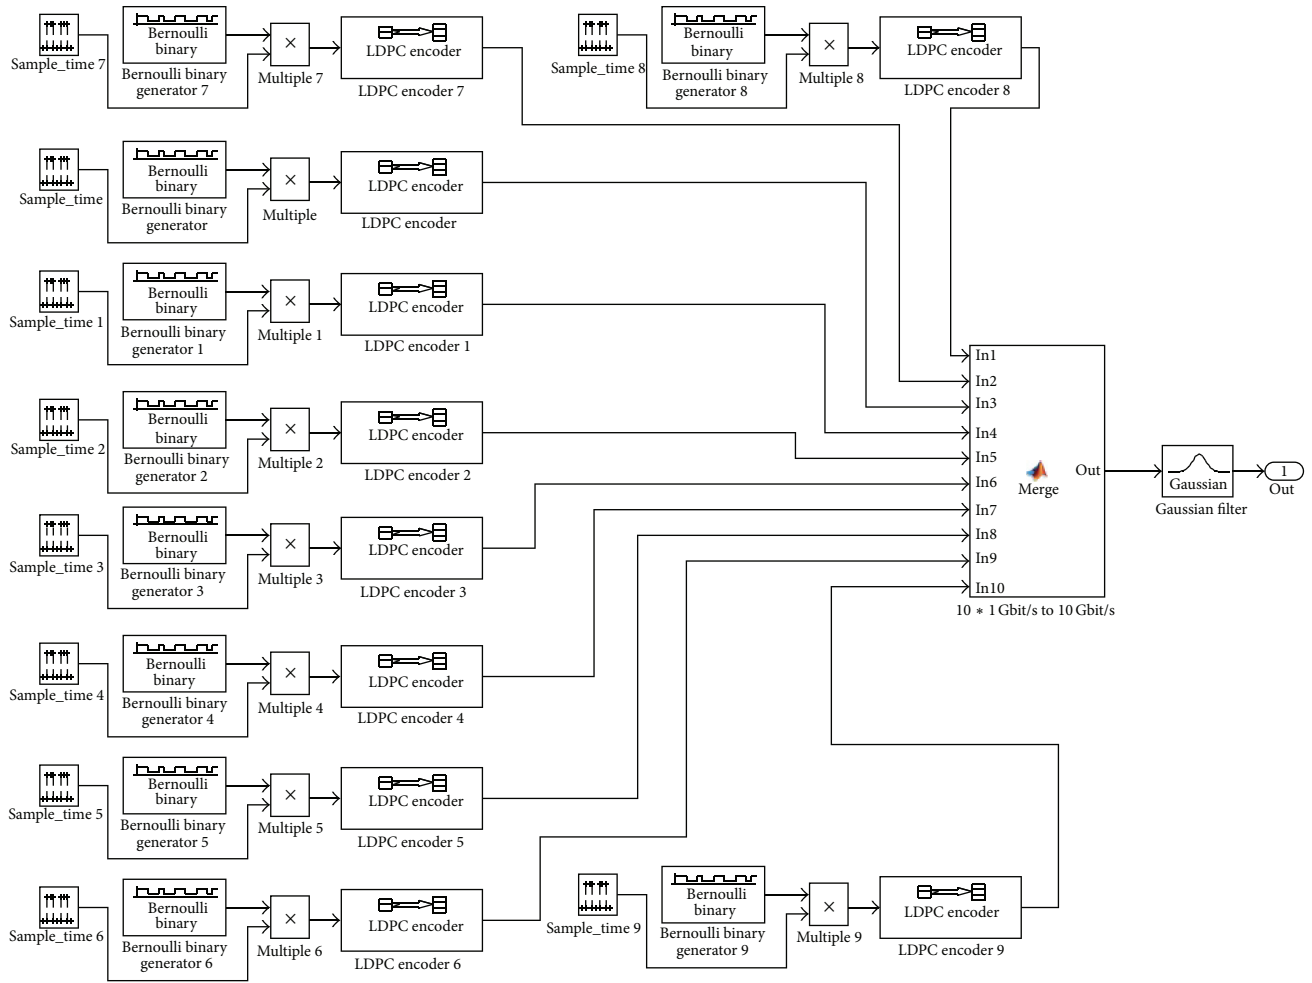 Sample_time 7
Bernoulli
binary
Bernoulli binary
generator 7
×
Multiple 7
LDPC encoder
LDPC encoder 7
Sample_time 8
Bernoulli
binary
Bernoulli binary
generator 8
×
Multiple 8
LDPC encoder
LDPC encoder 8
Sample_time
Bernoulli
binary
Bernoulli binary
generator
×
Multiple
LDPC encoder
LDPC encoder
Sample_time 1
Bernoulli
binary
Bernoulli binary
generator 1
×
Multiple 1
LDPC encoder
LDPC encoder 1
Sample_time 2
Bernoulli
binary
Bernoulli binary
generator 2
×
Multiple 2
LDPC encoder
LDPC encoder 2
Sample_time 3
Bernoulli
binary
Bernoulli binary
generator 3
×
Multiple 3
LDPC encoder
LDPC encoder 3
Sample_time 4
Bernoulli
binary
Bernoulli binary
generator 4
×
Multiple 4
LDPC encoder
LDPC encoder 4
Sample_time 5
Bernoulli
binary
Bernoulli binary
generator 5
×
Multiple 5
LDPC encoder
LDPC encoder 5
Sample_time 6
Bernoulli
binary
Bernoulli binary
generator 6
×
Multiple 6
LDPC encoder
LDPC encoder 6
Sample_time 9
Bernoulli
binary
Bernoulli binary
generator 9
×
Multiple 9
LDPC encoder
LDPC encoder 9
In1
In2
In3
In4
In5
In6
In7
In8
In9
In10
Merge
Out
10 * 1 Gbit/s to 10 Gbit/s
Gaussian
Gaussian filter
1
Out